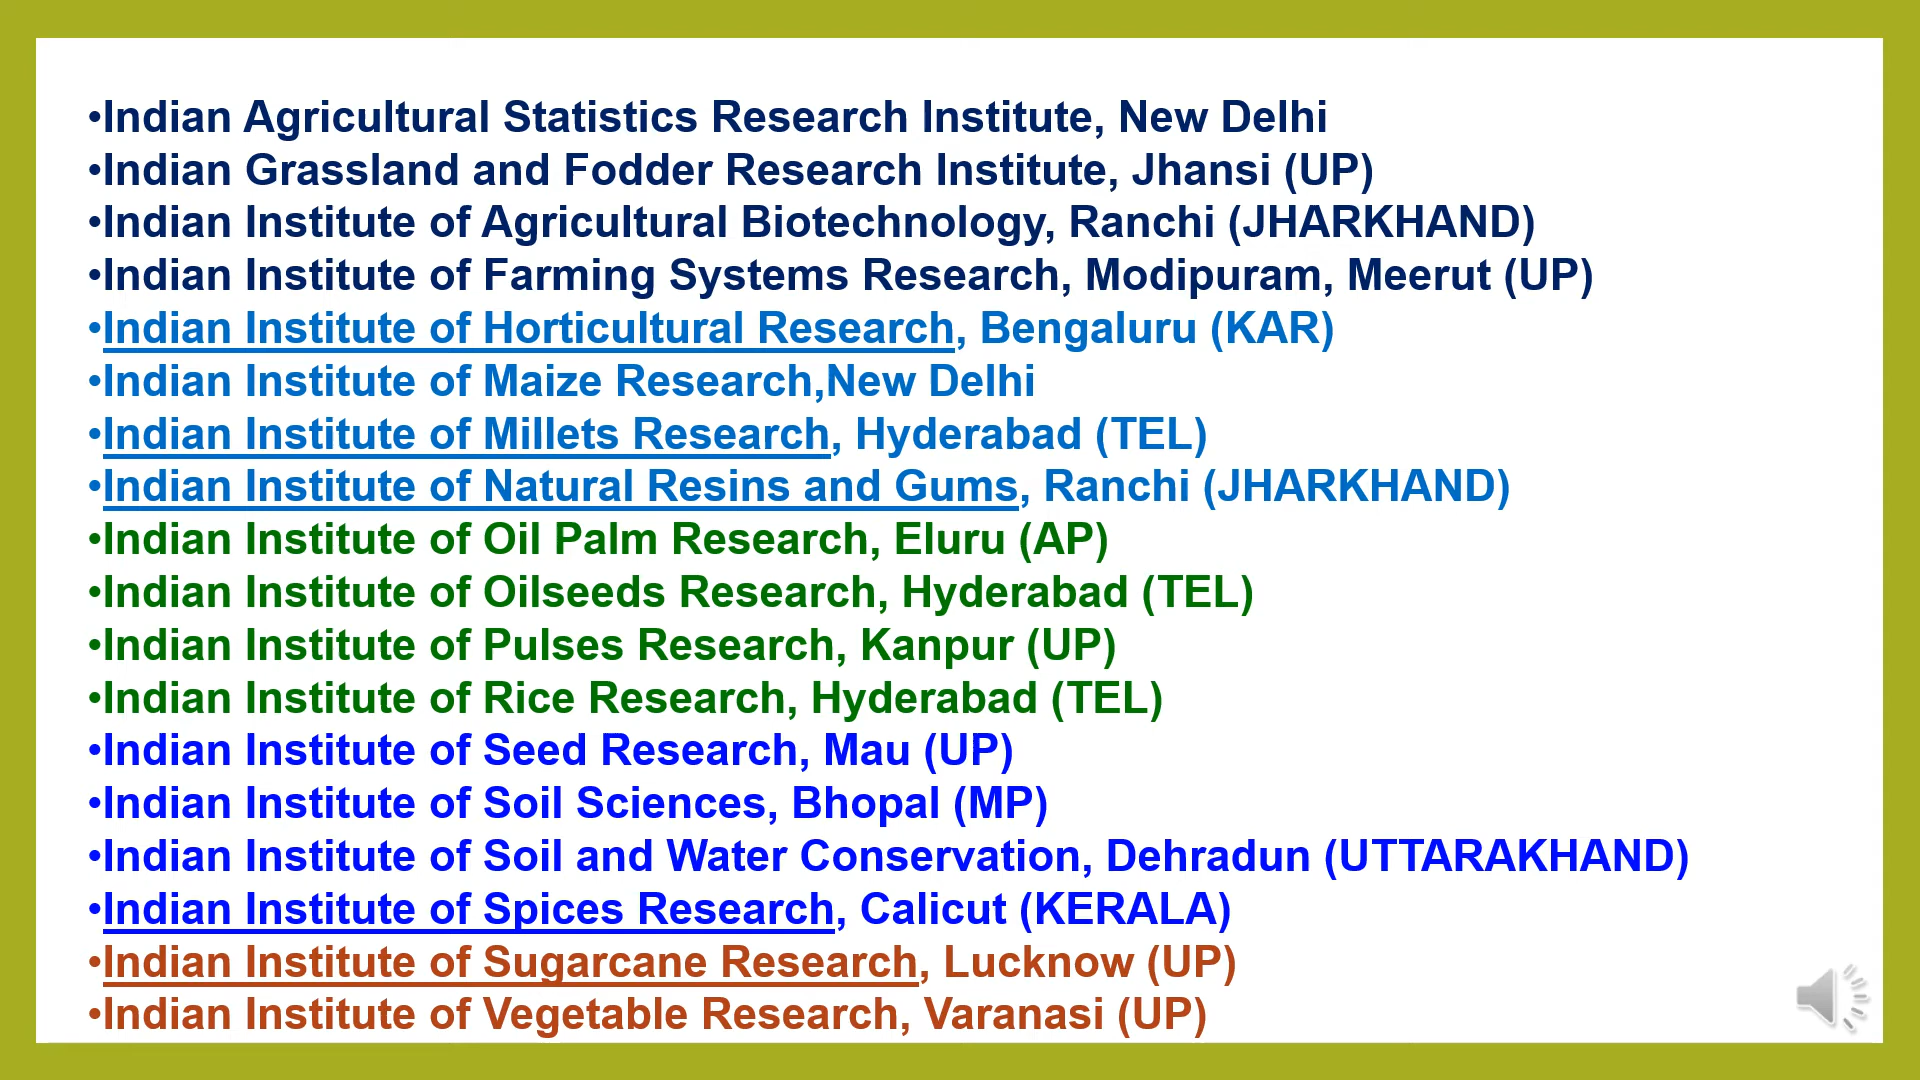 •Indian Agricultural Statistics Research Institute, New Delhi
•Indian Grassland and Fodder Research Institute, Jhansi (UP)
•Indian Institute of Agricultural Biotechnology, Ranchi (JHARKHAND)
•Indian Institute of Farming Systems Research, Modipuram, Meerut (UP)
•Indian Institute of Horticultural Research, Bengaluru (KAR)
•Indian Institute of Maize Research,New Delhi
•Indian Institute of Millets Research, Hyderabad (TEL)
•Indian Institute of Natural Resins and Gums, Ranchi (JHARKHAND)
•Indian Institute of Oil Palm Research, Eluru (AP)
•Indian Institute of Oilseeds Research, Hyderabad (TEL)
•Indian Institute of Pulses Research, Kanpur (UP)
•Indian Institute of Rice Research, Hyderabad (TEL)
•Indian Institute of Seed Research, Mau (UP)
•Indian Institute of Soil Sciences, Bhopal (MP)
•Indian Institute of Soil and Water Conservation, Dehradun (UTTARAKHAND)
•Indian Institute of Spices Research, Calicut (KERALA)
•Indian Institute of Sugarcane Research, Lucknow (UP)
•Indian Institute of Vegetable Research, Varanasi (UP)